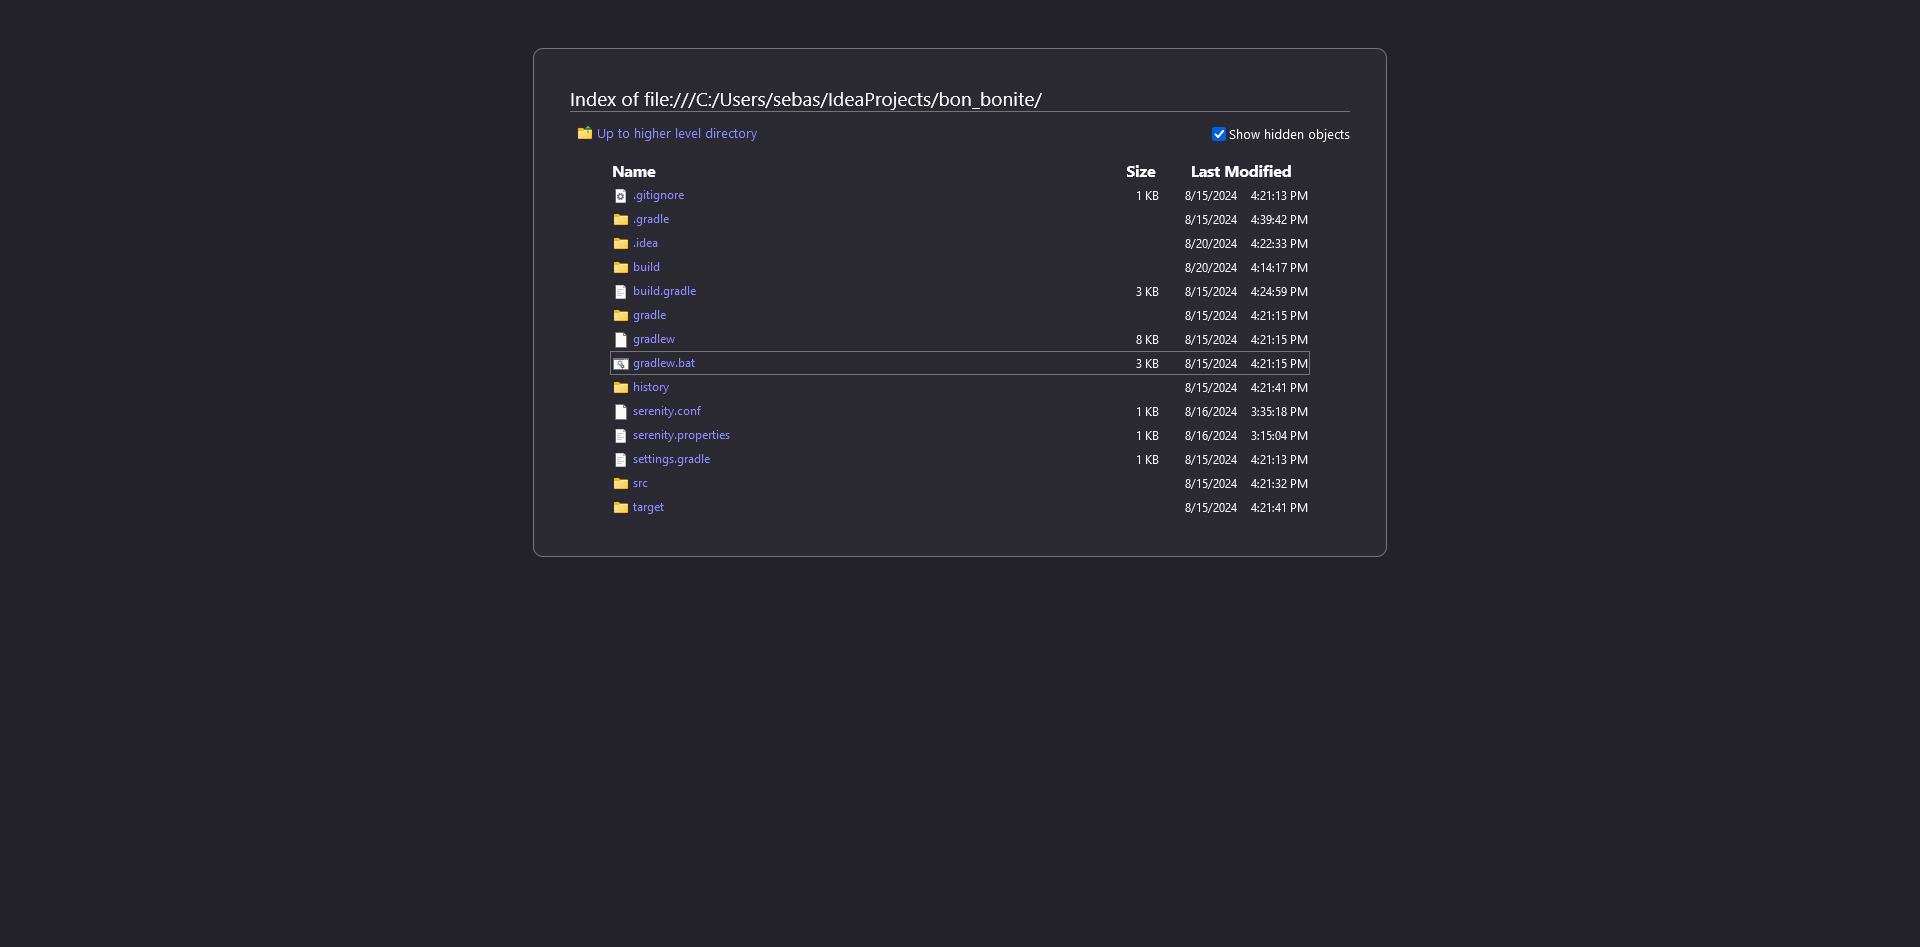 Index of file:///C:/Users/sebas/IdeaProjects/bon_bonite/
Up to higher level directory Show hidden objects
Name Size Last Modified
.gitignore 1 KB 8/15/2024 4:21:13 PM
.gradle 8/15/2024 4:39:42 PM
.idea 8/20/2024 4:22:33 PM
build 8/20/2024 4:14:17 PM
build.gradle 3 KB 8/15/2024 4:24:59 PM
gradle 8/15/2024 4:21:15 PM
gradlew 8 KB 8/15/2024 4:21:15 PM
gradlew.bat 3 KB 8/15/2024 4:21:15 PM
history 8/15/2024 4:21:41 PM
serenity.conf 1 KB 8/16/2024 3:35:18 PM
serenity.properties 1 KB 8/16/2024 3:15:04 PM
settings.gradle 1 KB 8/15/2024 4:21:13 PM
src 8/15/2024 4:21:32 PM
target 8/15/2024 4:21:41 PM